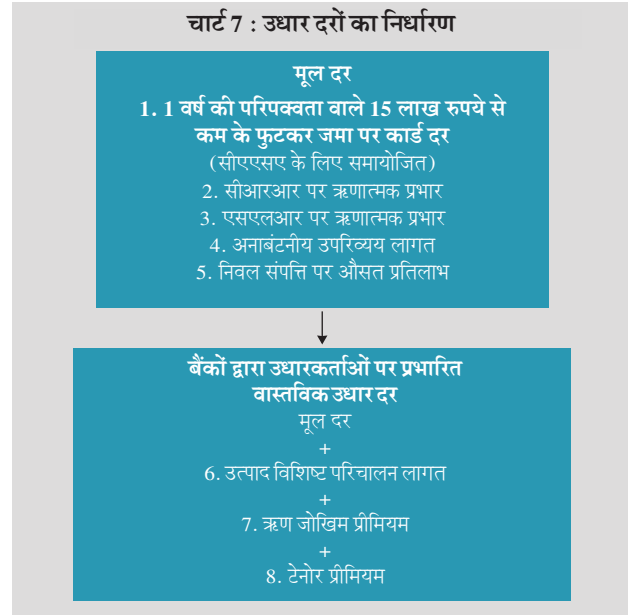 चार्ट 7 : उधार दरों का निर्धारण
मूल दर
1. 1 वर्ष की परिपक्वता वाले 15 लाख रुपये से
कम के फुटकर जमा पर कार्ड दर
(सीएएसए के लिए समायोजित)
2. सीआरआर पर ऋणात्मक प्रभार
3. एसएलआर पर ऋणात्मक प्रभार
4. अनाबंटनीय उपरिव्यय लागत
5. निवल संपत्ति पर औसत प्रतिलाभ
बैंकों द्वारा उधारकर्ताओं पर प्रभारित
वास्तविक उधार दर
मूल दर
+
6. उत्पाद विशिष्ट परिचालन लागत
+
7. ऋण जोखिम प्रीमियम
+
8. टेनोर प्रीमियम